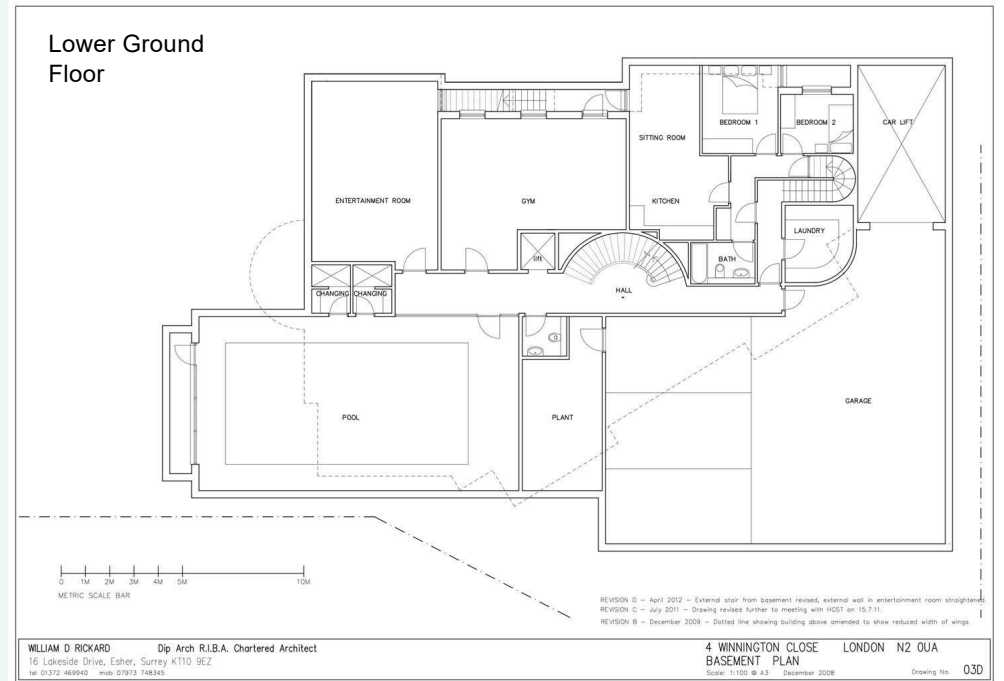 Lower Ground
Floor
BEDROOM 1
BEDROOM 2
CAR LIFT
SITTING ROOM
ENTERTAINMENT ROOM
GYM
KITCHEN
LAUNDRY
lift
BATH
CHANGING
CHANGING
HALL
POOL
PLANT
GARAGE
0 1M 2M 3M 4M 5M 10M
METRIC SCALE BAR
REVISION D – April 2012 – External stair from basement revised, external wall in entertainment room straightened.
REVISION C – July 2011 – Drawing revised further to meeting with HGST on 15.7.11.
REVISION B – December 2009 – Dotted line showing building above amended to show reduced width of wings.
WILLIAM D RICKARD Dip Arch R.I.B.A. Chartered Architect
16 Lakeside Drive, Esher, Surrey KT10 9EZ
tel 01372 469940 mob 07973 748345
4 WINNINGTON CLOSE LONDON N2 0UA
BASEMENT PLAN
Scale: 1:100 @ A3 December 2008
Drawing No. 03D